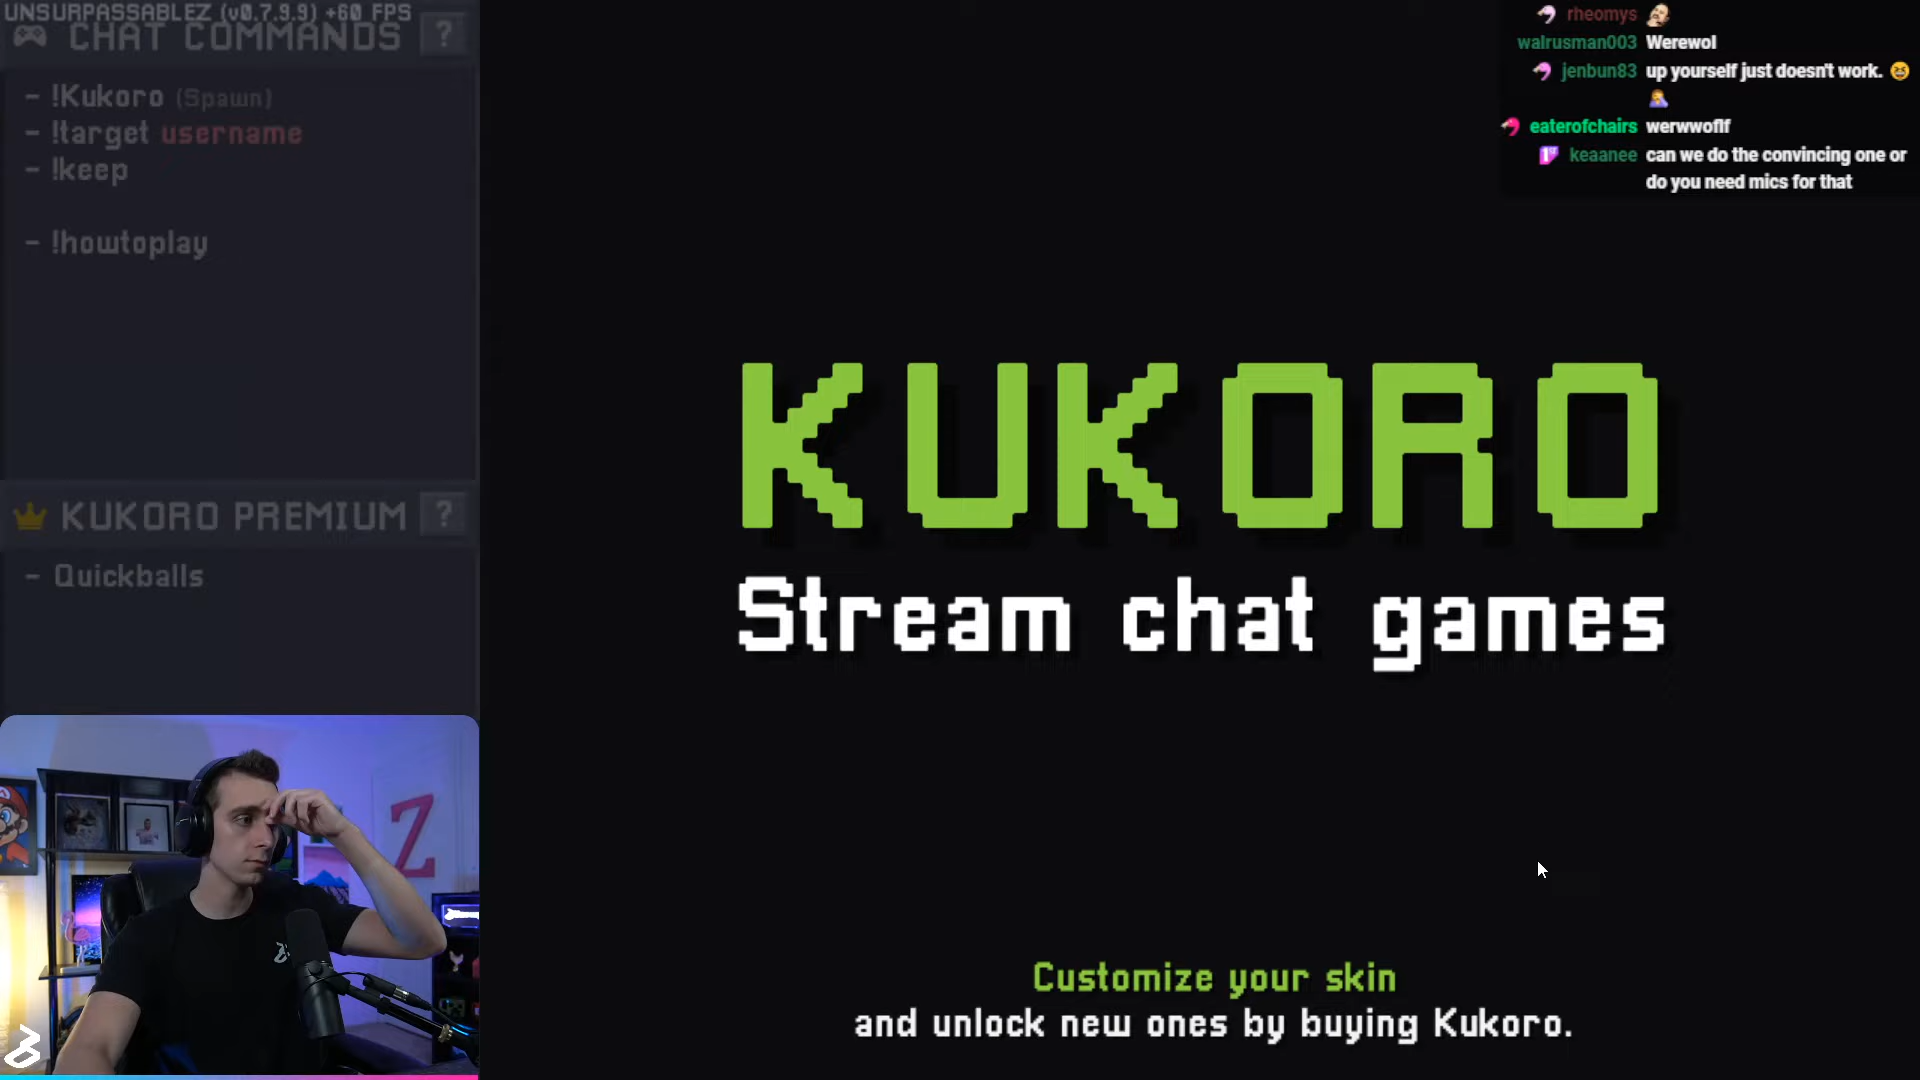 UNSURPASSABLEZ (v0.7.9.9) +60 FPS
CHAT COMMANDS ?
- !Kukoro (Spawn)
- !target username
- !keep
- !howtoplay
KUKORO PREMIUM ?
- Quickballs
Z
rheomys
walrusman003 Werewol
jenbun83 up yourself just doesn't work.
eaterofchairs werwwoflf
keaanee can we do the convincing one or
do you need mics for that
KUKORO
Stream chat games
Customize your skin
and unlock new ones by buying Kukoro.